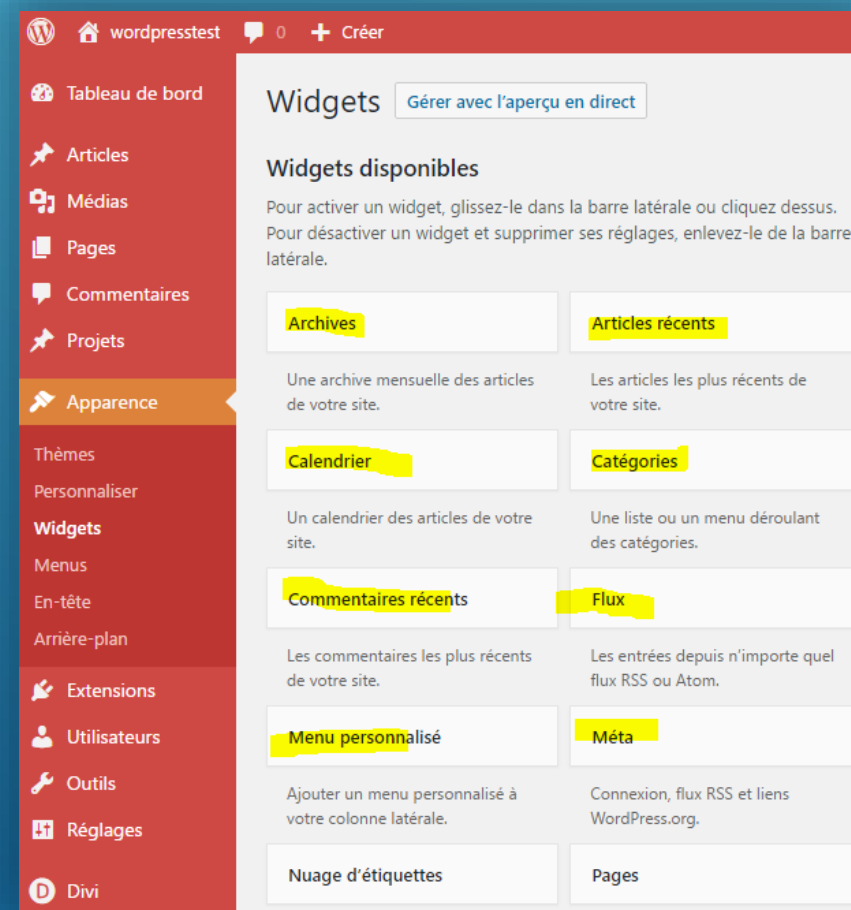 wordpresstest 0 + Créer
Tableau de bord
Articles
Médias
Pages
Commentaires
Projets
Apparence
Thèmes
Personnaliser
Widgets
Menus
En-tête
Arrière-plan
Extensions
Utilisateurs
Outils
Réglages
D Divi
Widgets Gérer avec l'aperçu en direct
Widgets disponibles
Pour activer un widget, glissez-le dans la barre latérale ou cliquez dessus.
Pour désactiver un widget et supprimer ses réglages, enlevez-le de la barre
latérale.
Archives
Une archive mensuelle des articles
de votre site.
Articles récents
Les articles les plus récents de
votre site.
Calendrier
Un calendrier des articles de votre
site.
Catégories
Une liste ou un menu déroulant
des catégories.
Commentaires récents
Les commentaires les plus récents
de votre site.
Flux
Les entrées depuis n'importe quel
flux RSS ou Atom.
Menu personnalisé
Ajouter un menu personnalisé à
votre colonne latérale.
Méta
Connexion, flux RSS et liens
WordPress.org.
Nuage d'étiquettes
Pages